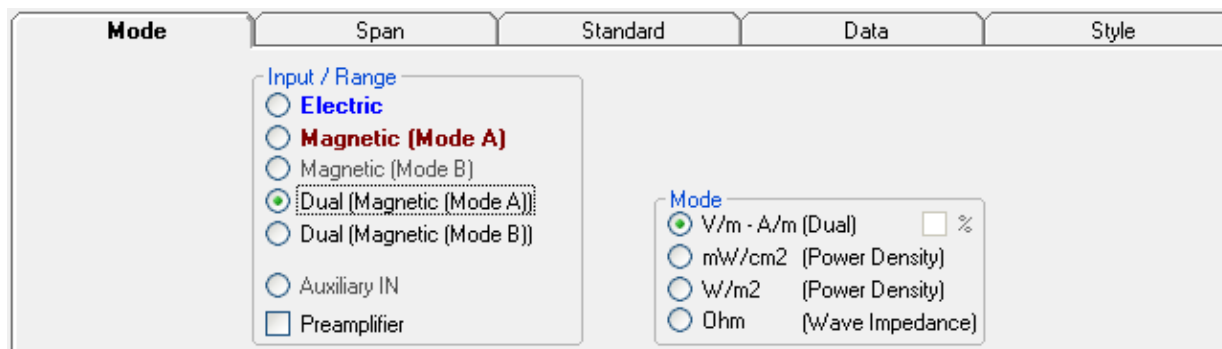 Mode Span Standard Data Style
Input / Range
Electric
Magnetic (Mode A)
Magnetic (Mode B)
Dual (Magnetic (Mode A))
Dual (Magnetic (Mode B))
Auxiliary IN
Preamplifier
Mode
V/m - A/m (Dual) %
mW/cm2 (Power Density)
W/m2 (Power Density)
Ohm (Wave Impedance)